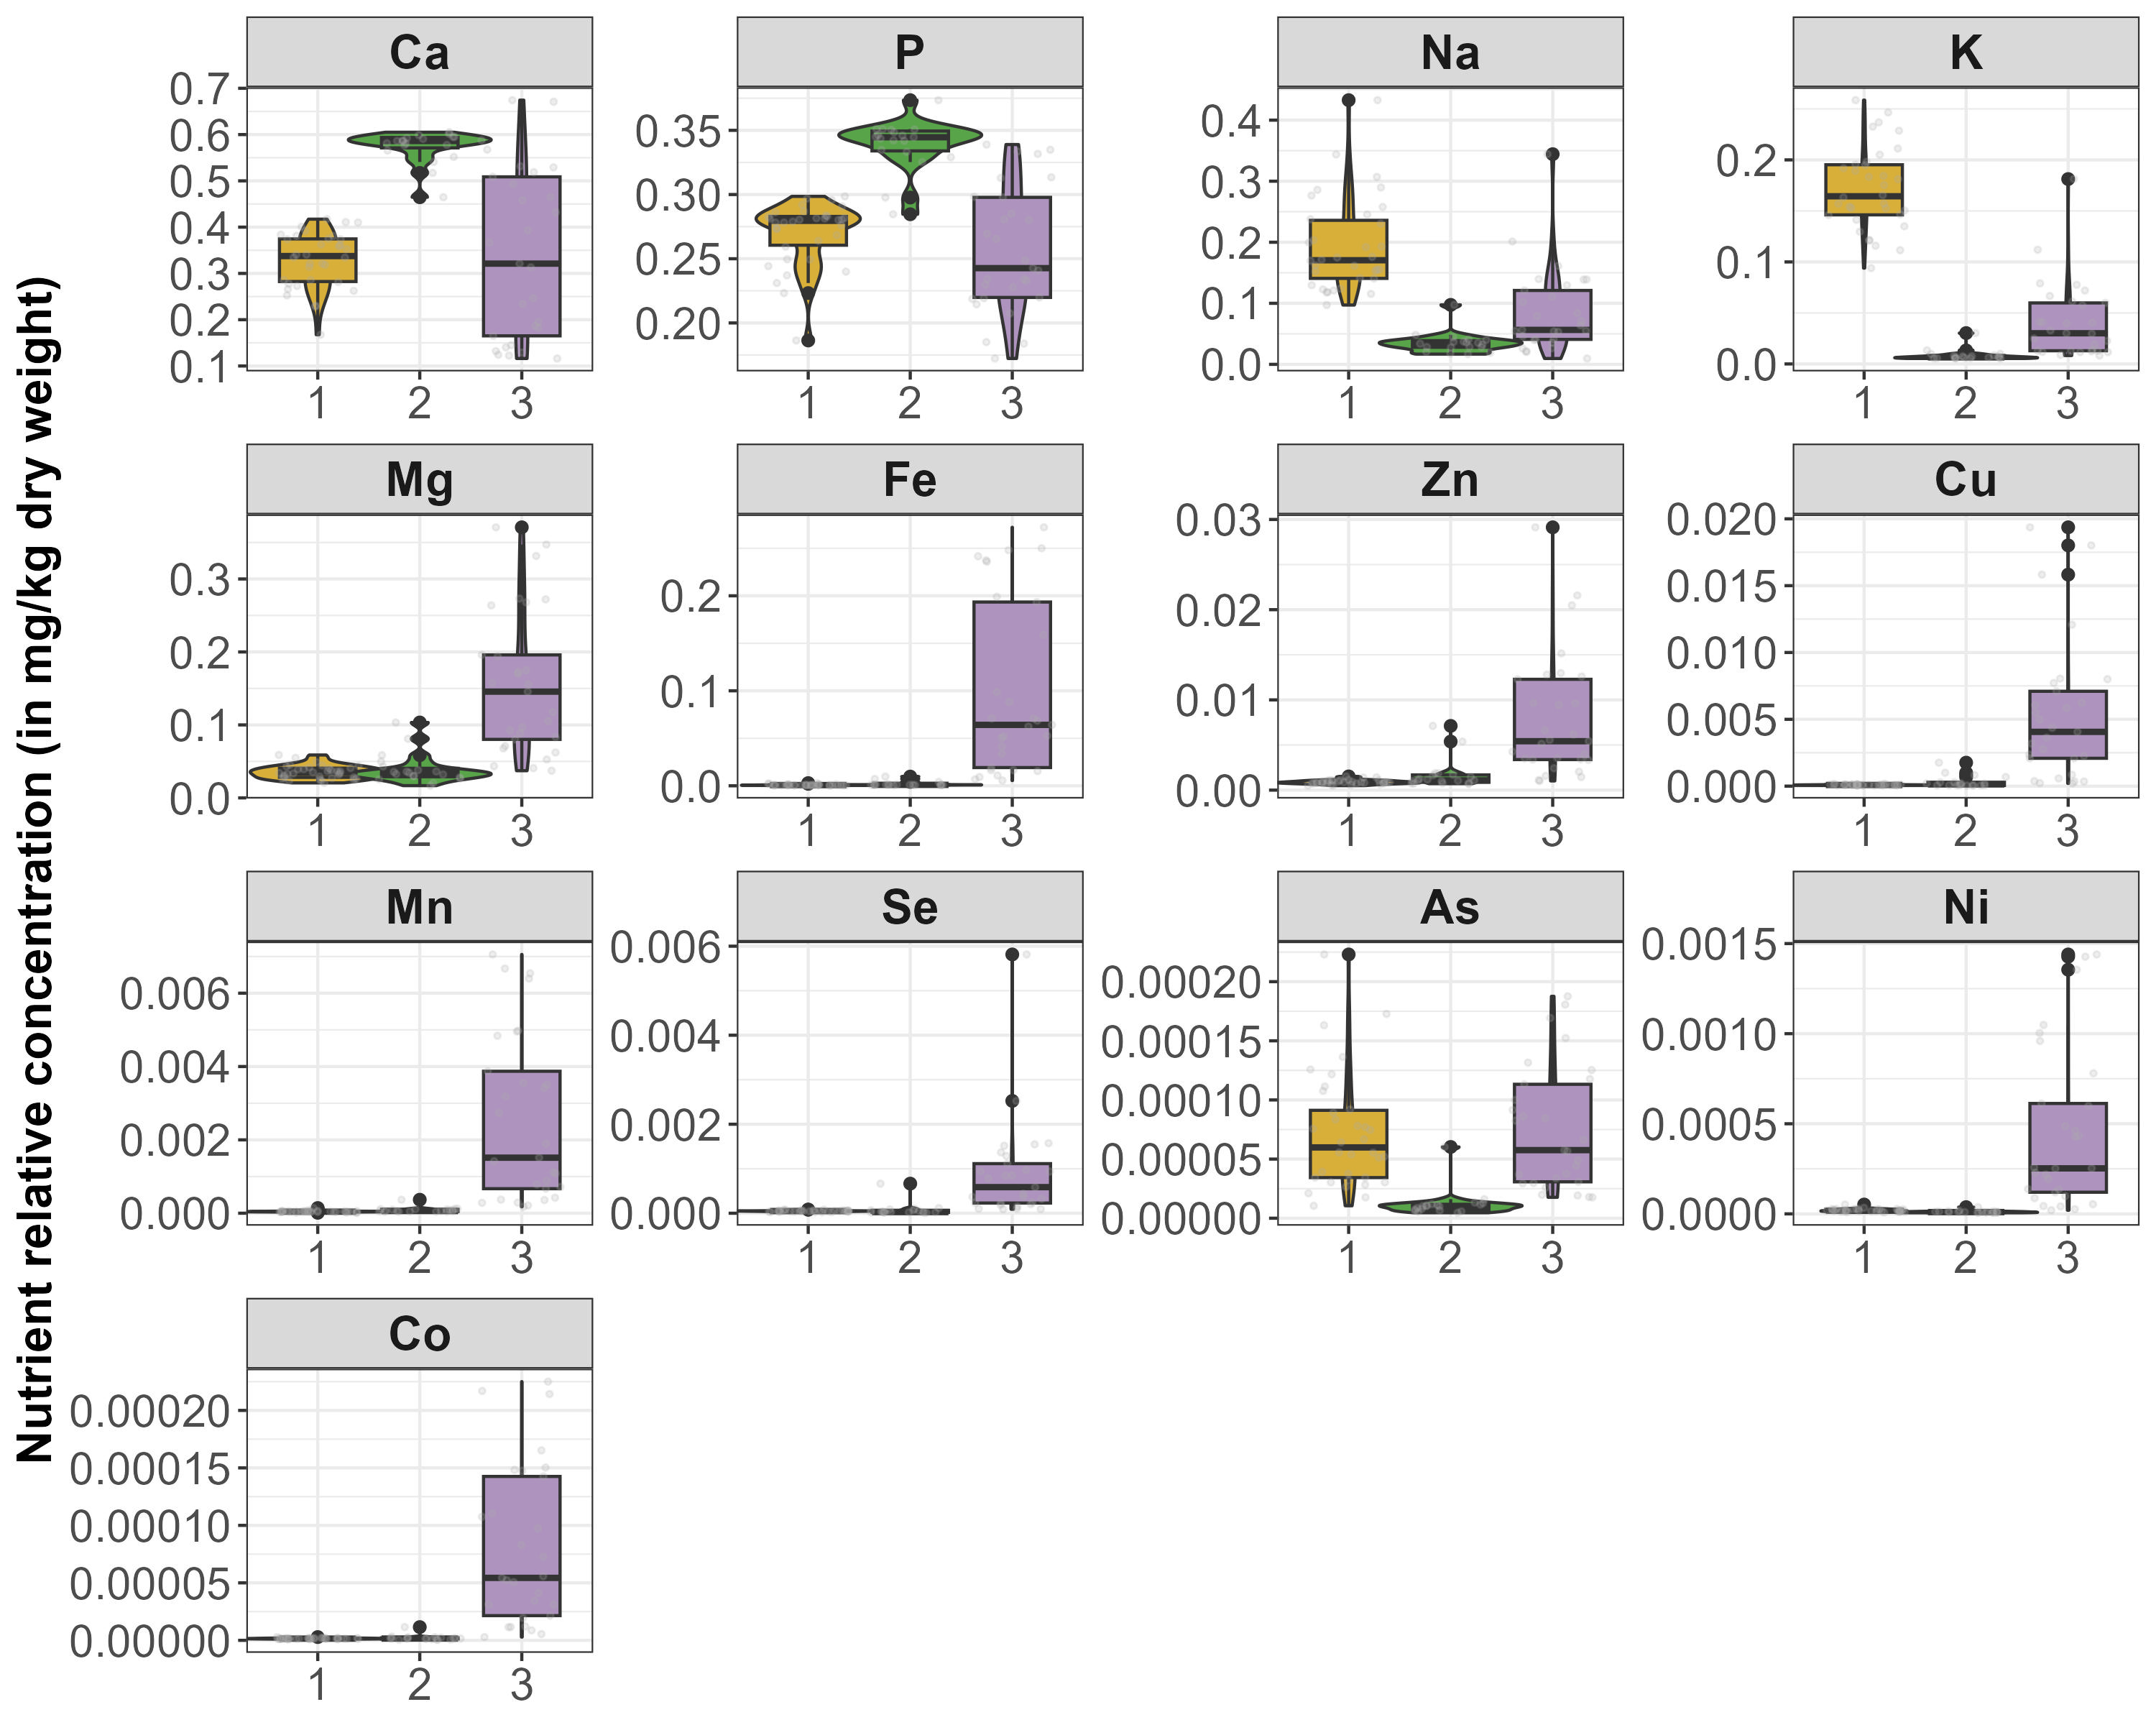 Nutrient relative concentration (in mg/kg dry weight)
Ca
0.7
0.6
0.5
0.4
0.3
0.2
0.1
1 2 3
P
0.35
0.30
0.25
0.20
1 2 3
Na
0.4
0.3
0.2
0.1
0.0
1 2 3
K
0.2
0.1
0.0
1 2 3
Mg
0.3
0.2
0.1
0.0
1 2 3
Fe
0.2
0.1
0.0
1 2 3
Zn
0.03
0.02
0.01
0.00
1 2 3
Cu
0.020
0.015
0.010
0.005
0.000
1 2 3
Mn
0.006
0.004
0.002
0.000
1 2 3
Se
0.006
0.004
0.002
0.000
1 2 3
As
0.00020
0.00015
0.00010
0.00005
0.00000
1 2 3
Ni
0.0015
0.0010
0.0005
0.0000
1 2 3
Co
0.00020
0.00015
0.00010
0.00005
0.00000
1 2 3